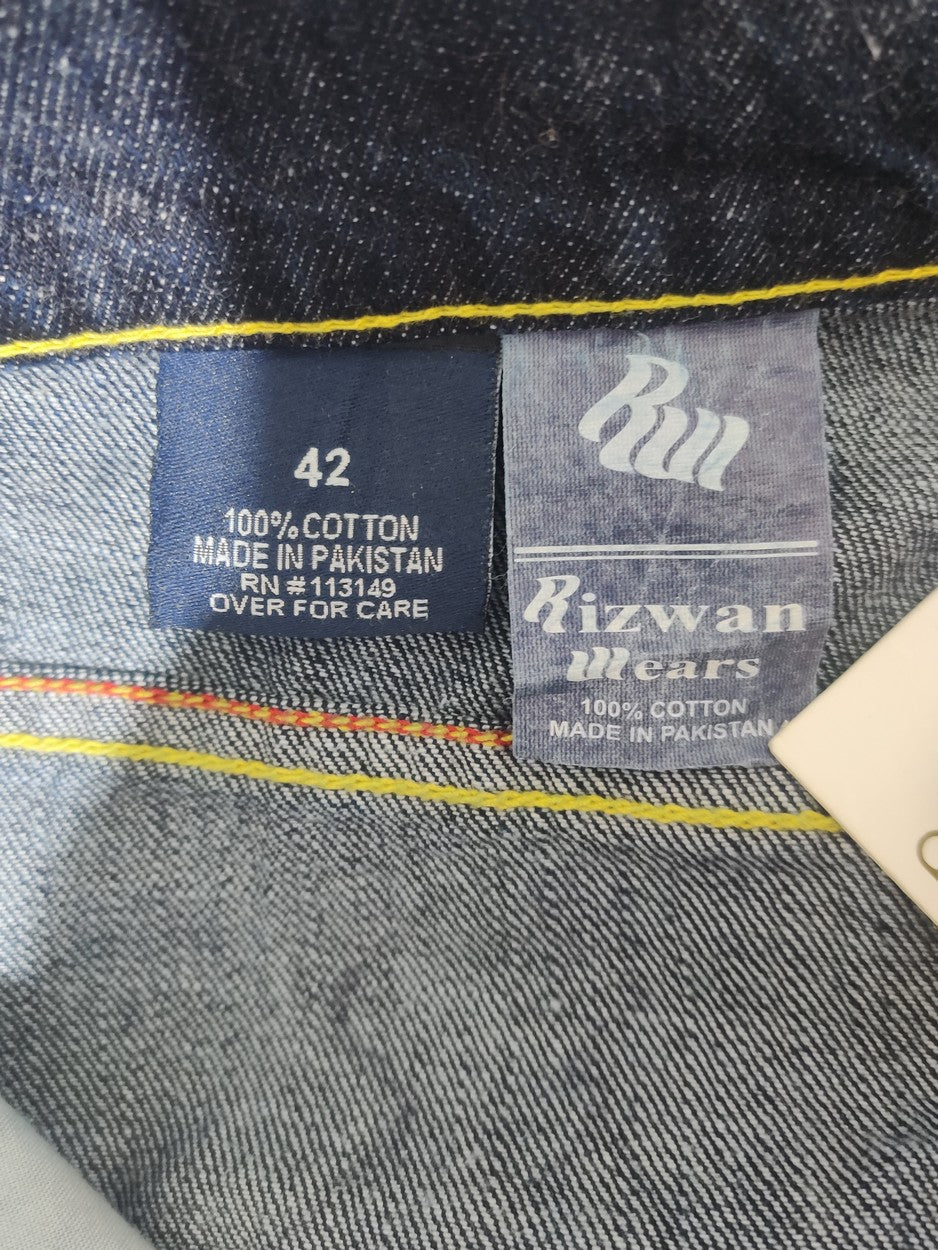 42
100% COTTON
MADE IN PAKISTAN
RN #113149
OVER FOR CARE
RW
Rizwan
Wears
100% COTTON
MADE IN PAKISTAN